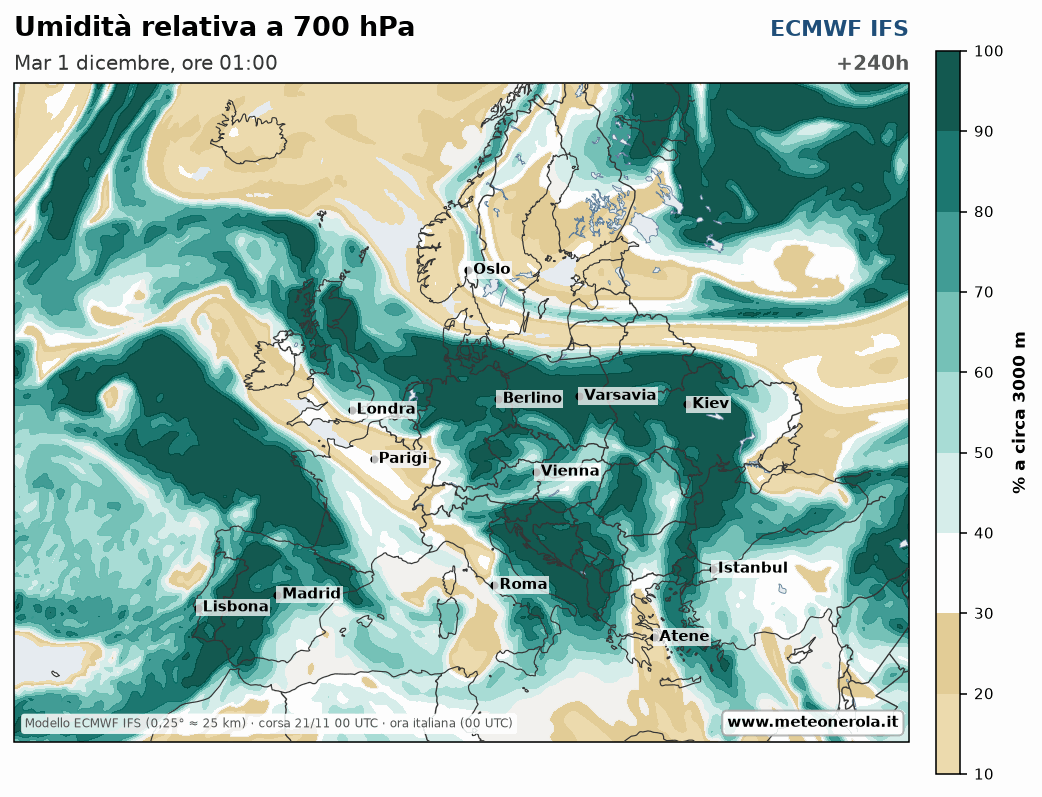 Umidità relativa a 700 hPa
ECMWF IFS
Mar 1 dicembre, ore 01:00
+240h
100
90
80
70
60
50
40
30
20
10
% a circa 3000 m
Oslo
Londra
Berlino
Varsavia
Kiev
Parigi
Vienna
Istanbul
Roma
Madrid
Lisbona
Atene
Modello ECMWF IFS (0,25° ≈ 25 km) · corsa 21/11 00 UTC · ora italiana (00 UTC)
www.meteonerola.it